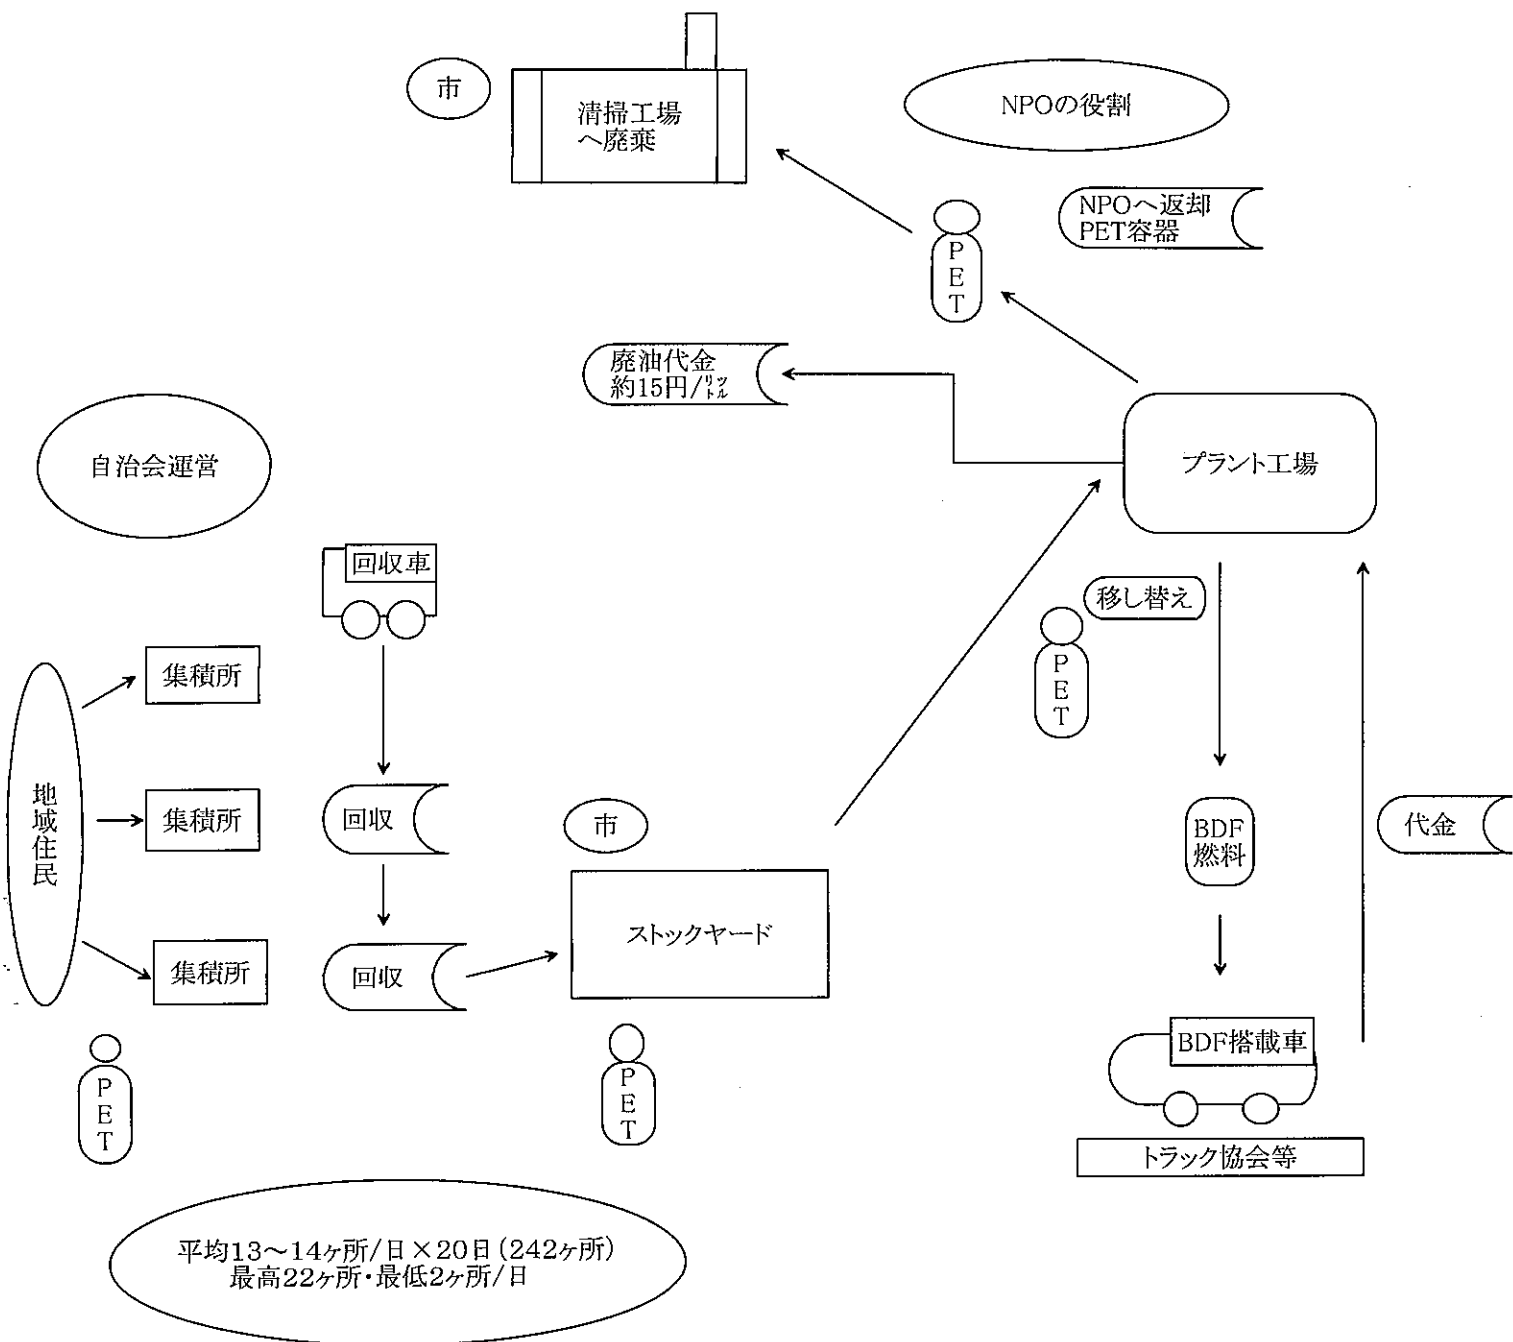 市
清掃工場
へ廃棄
NPOの役割
NPOへ返却
PET容器
PET
廃油代金
約15円/リットル
自治会運営
プラント工場
回収車
移し替え
PET
集積所
地域住民
集積所
回収
市
BDF
燃料
代金
ストックヤード
集積所
回収
BDF搭載車
PET
PET
トラック協会等
平均13〜14ヶ所/日×20日(242ヶ所)
最高22ヶ所・最低2ヶ所/日